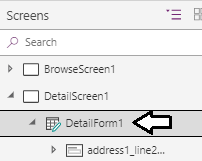 Screens
Search
BrowseScreen1
DetailScreen1
DetailForm1
address1_line2...